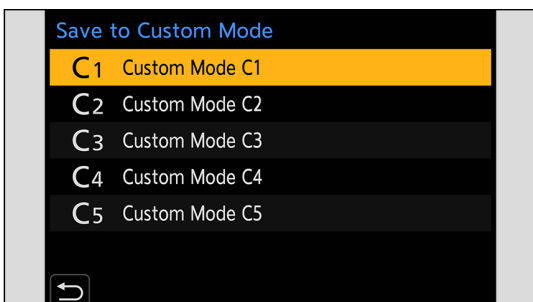 Save to Custom Mode
C1 Custom Mode C1
C2 Custom Mode C2
C3 Custom Mode C3
C4 Custom Mode C4
C5 Custom Mode C5